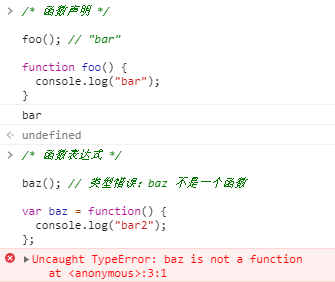 /* 函数声明 */
foo(); // "bar"
function foo() {
  console.log("bar");
}
bar
undefined
/* 函数表达式 */
baz(); // 类型错误：baz 不是一个函数
var baz = function() {
  console.log("bar2");
};
Uncaught TypeError: baz is not a function
    at <anonymous>:3:1